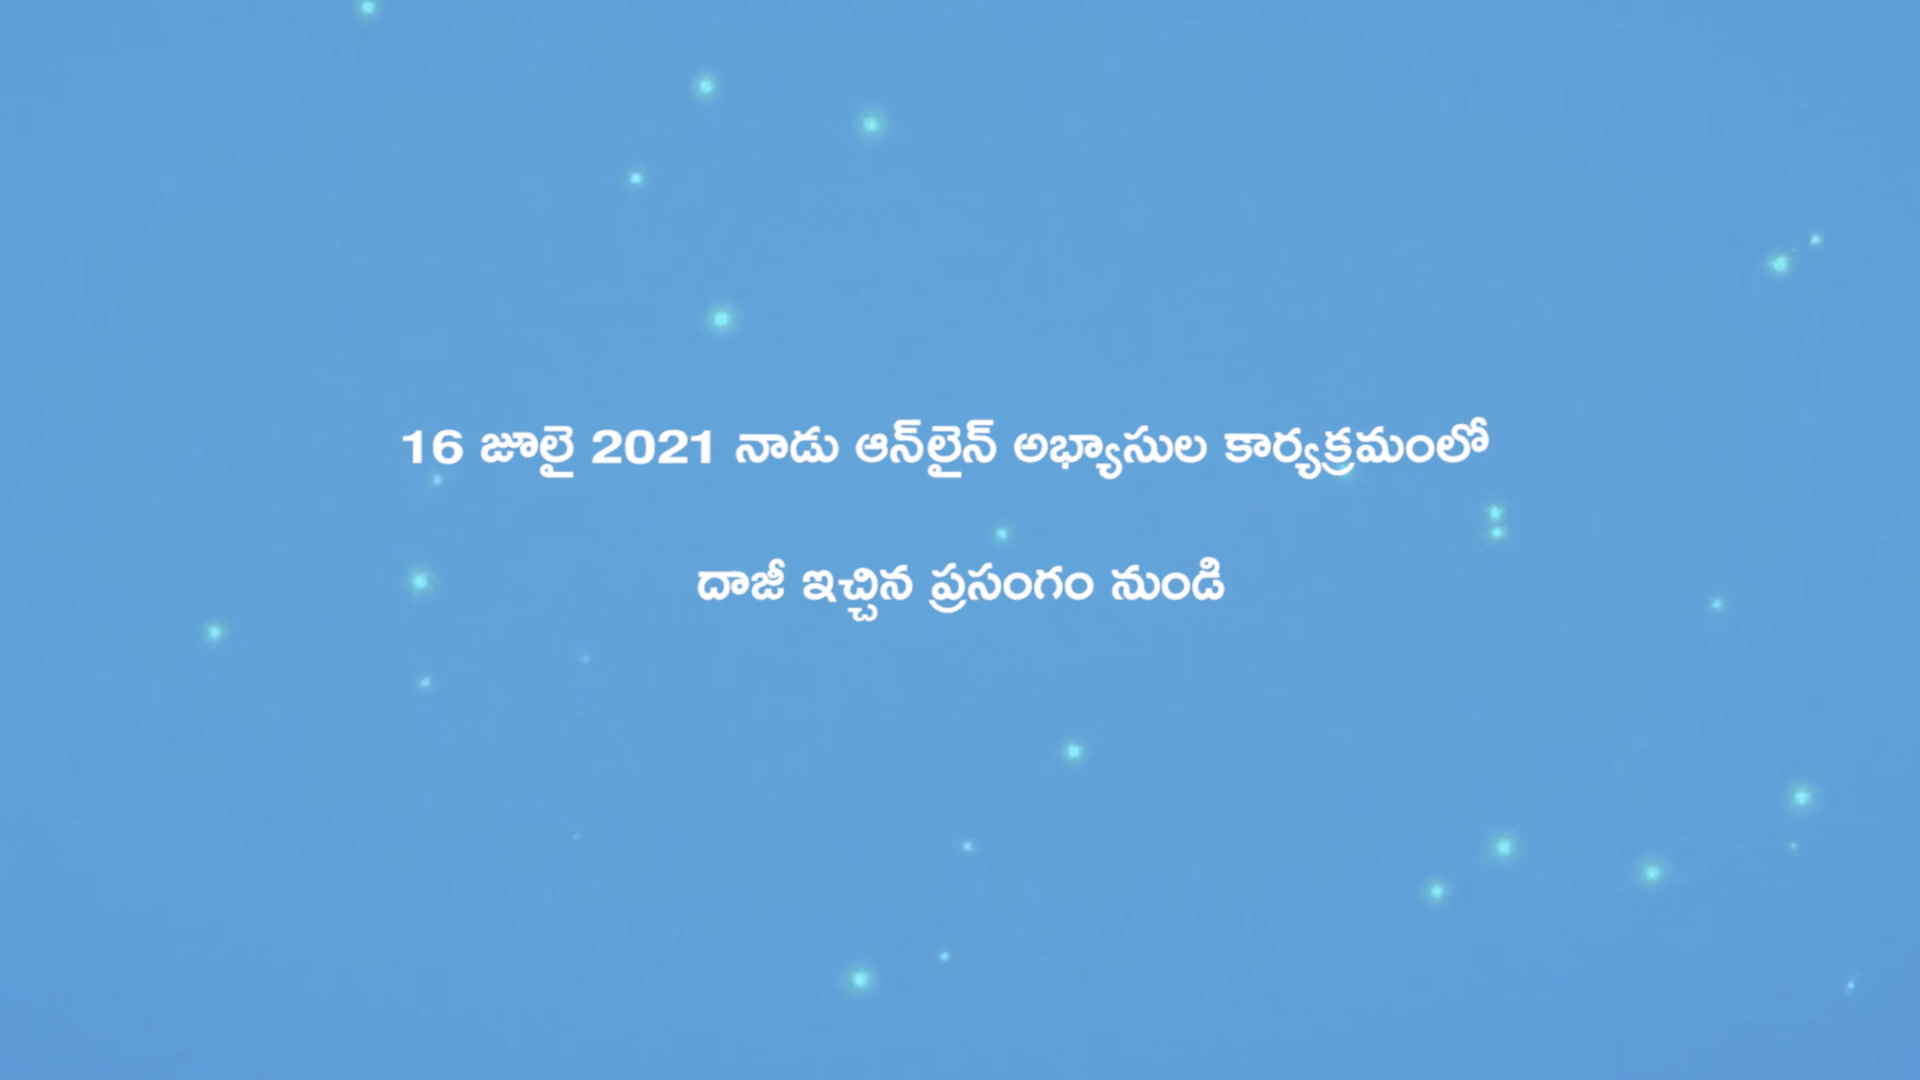 16 జూలై 2021 నాడు ఆన్‌లైన్ అభ్యాసుల కార్యక్రమంలో
దాజీ ఇచ్చిన ప్రసంగం నుండి